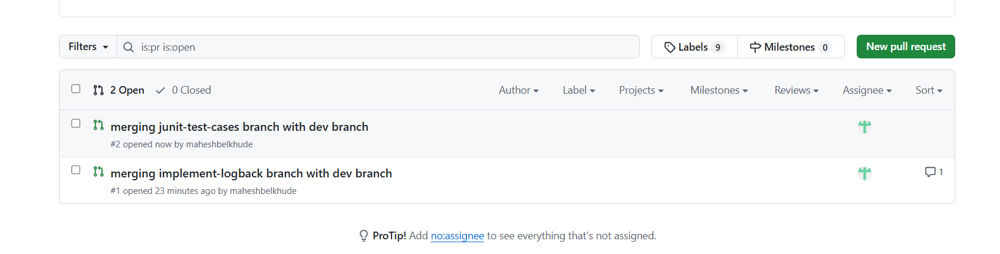 Filters is:pr is:open Labels 9 Milestones 0 New pull request
2 Open 0 Closed Author Label Projects Milestones Reviews Assignee Sort
merging junit-test-cases branch with dev branch
#2 opened now by maheshbelkhude
merging implement-logback branch with dev branch 1
#1 opened 23 minutes ago by maheshbelkhude
ProTip! Add no:assignee to see everything that's not assigned.